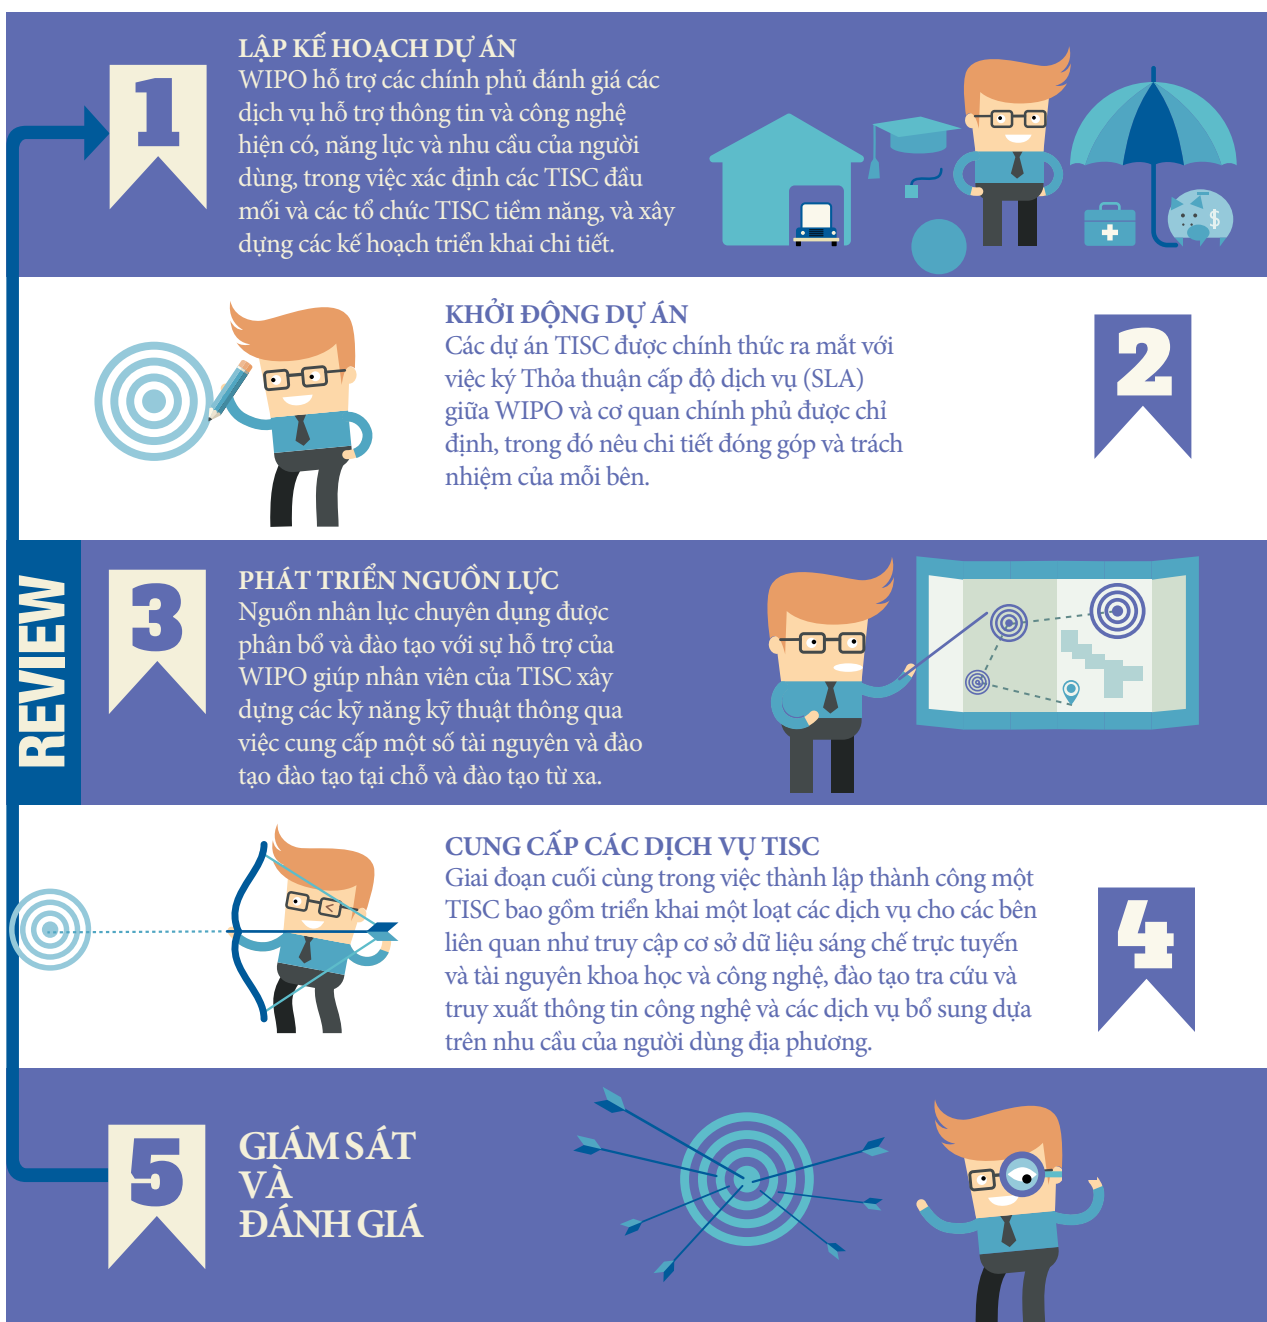 1
LẬP KẾ HOẠCH DỰ ÁN
WIPO hỗ trợ các chính phủ đánh giá các
dịch vụ hỗ trợ thông tin và công nghệ
hiện có, năng lực và nhu cầu của người
dùng, trong việc xác định các TISC đầu
mối và các tổ chức TISC tiềm năng, và xây
dựng các kế hoạch triển khai chi tiết.
$
KHỞI ĐỘNG DỰ ÁN
Các dự án TISC được chính thức ra mắt với
việc ký Thỏa thuận cấp độ dịch vụ (SLA)
giữa WIPO và cơ quan chính phủ được chỉ
định, trong đó nêu chi tiết đóng góp và trách
nhiệm của mỗi bên.
2
REVIEW
3
PHÁT TRIỂN NGUỒN LỰC
Nguồn nhân lực chuyên dụng được
phân bổ và đào tạo với sự hỗ trợ của
WIPO giúp nhân viên của TISC xây
dựng các kỹ năng kỹ thuật thông qua
việc cung cấp một số tài nguyên và đào
tạo đào tạo tại chỗ và đào tạo từ xa.
CUNG CẤP CÁC DỊCH VỤ TISC
Giai đoạn cuối cùng trong việc thành lập thành công một
TISC bao gồm triển khai một loạt các dịch vụ cho các bên
liên quan như truy cập cơ sở dữ liệu sáng chế trực tuyến
và tài nguyên khoa học và công nghệ, đào tạo tra cứu và
truy xuất thông tin công nghệ và các dịch vụ bổ sung dựa
trên nhu cầu của người dùng địa phương.
4
5
GIÁM SÁT
VÀ
ĐÁNH GIÁ